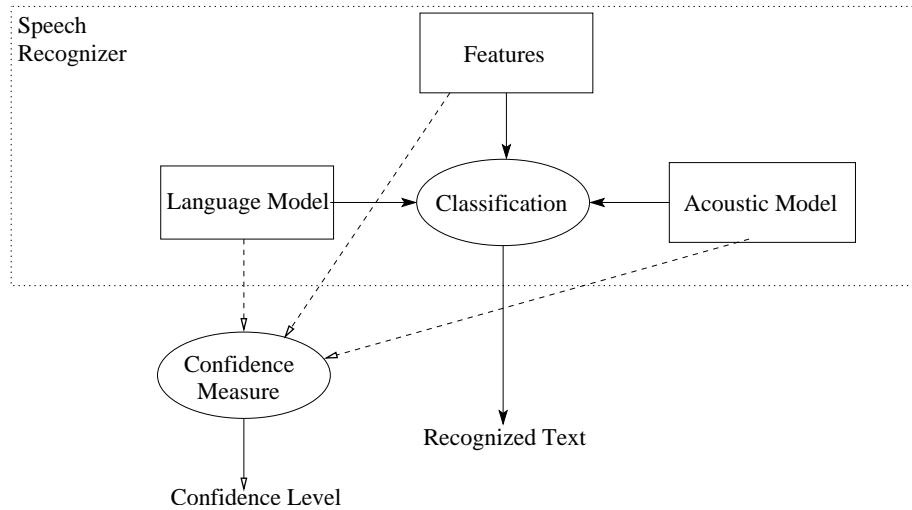 Speech
Recognizer
Features
Language Model
Classification
Acoustic Model
Confidence
Measure
Recognized Text
Confidence Level